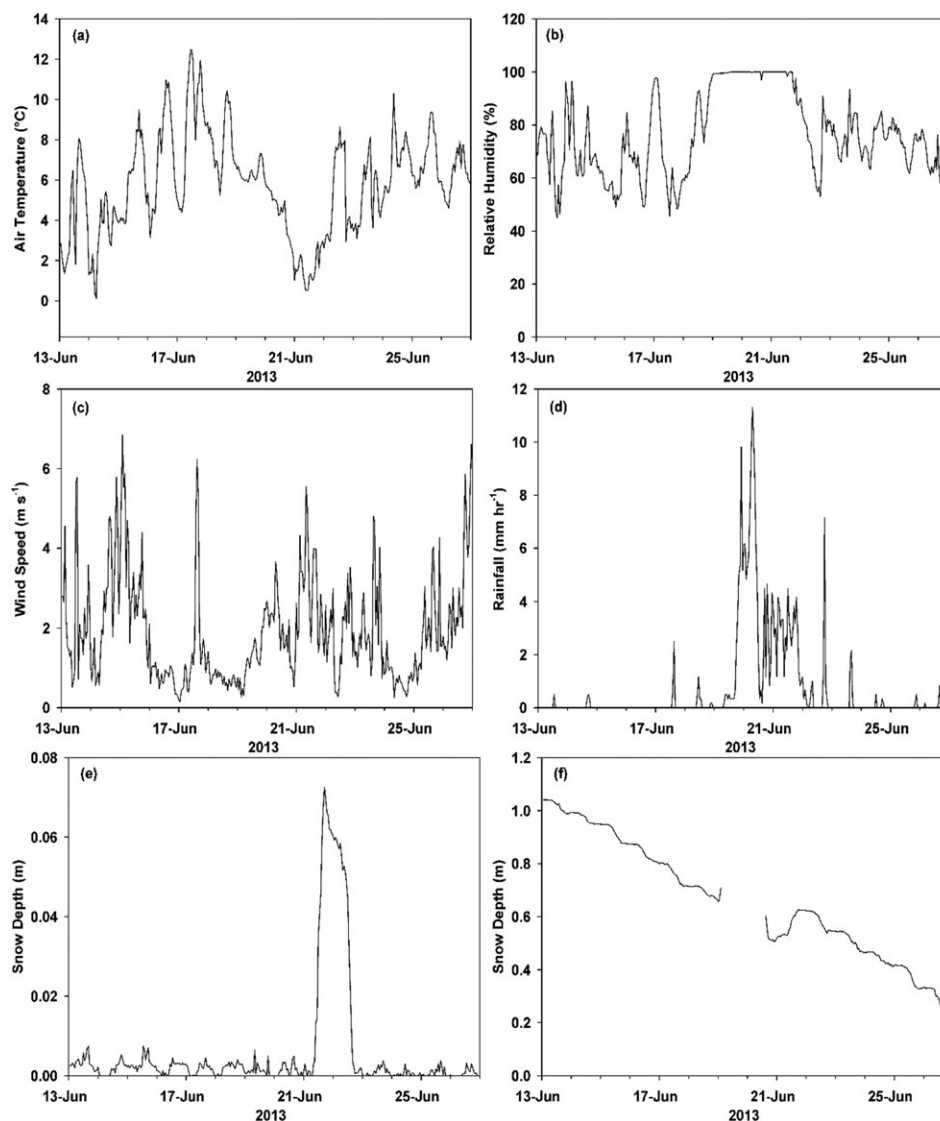 (a)
Air Temperature (°C)
14
12
10
8
6
4
2
0
13-Jun 17-Jun 21-Jun 25-Jun
2013
(b)
Relative Humidity (%)
120
100
80
60
40
20
0
13-Jun 17-Jun 21-Jun 25-Jun
2013
(c)
Wind Speed (m s⁻¹)
8
6
4
2
0
13-Jun 17-Jun 21-Jun 25-Jun
2013
(d)
Rainfall (mm hr⁻¹)
12
10
8
6
4
2
0
13-Jun 17-Jun 21-Jun 25-Jun
2013
(e)
Snow Depth (m)
0.08
0.06
0.04
0.02
0.00
13-Jun 17-Jun 21-Jun 25-Jun
2013
(f)
Snow Depth (m)
1.2
1.0
0.8
0.6
0.4
0.2
0.0
13-Jun 17-Jun 21-Jun 25-Jun
2013